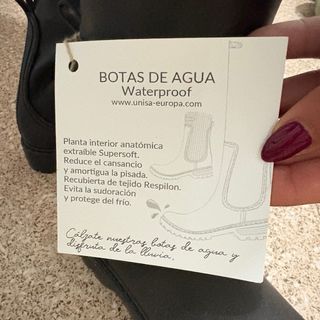 BOTAS DE AGUA
Waterproof
www.unisa-europa.com
Planta interior anatómica
extraíble Supersoft.
Reduce el cansancio
y amortigua la pisada.
Recubierta de tejido Respilon.
Evita la sudoración
y protege del frío.
Cálzate nuestras botas de agua y
disfruta de la lluvia.